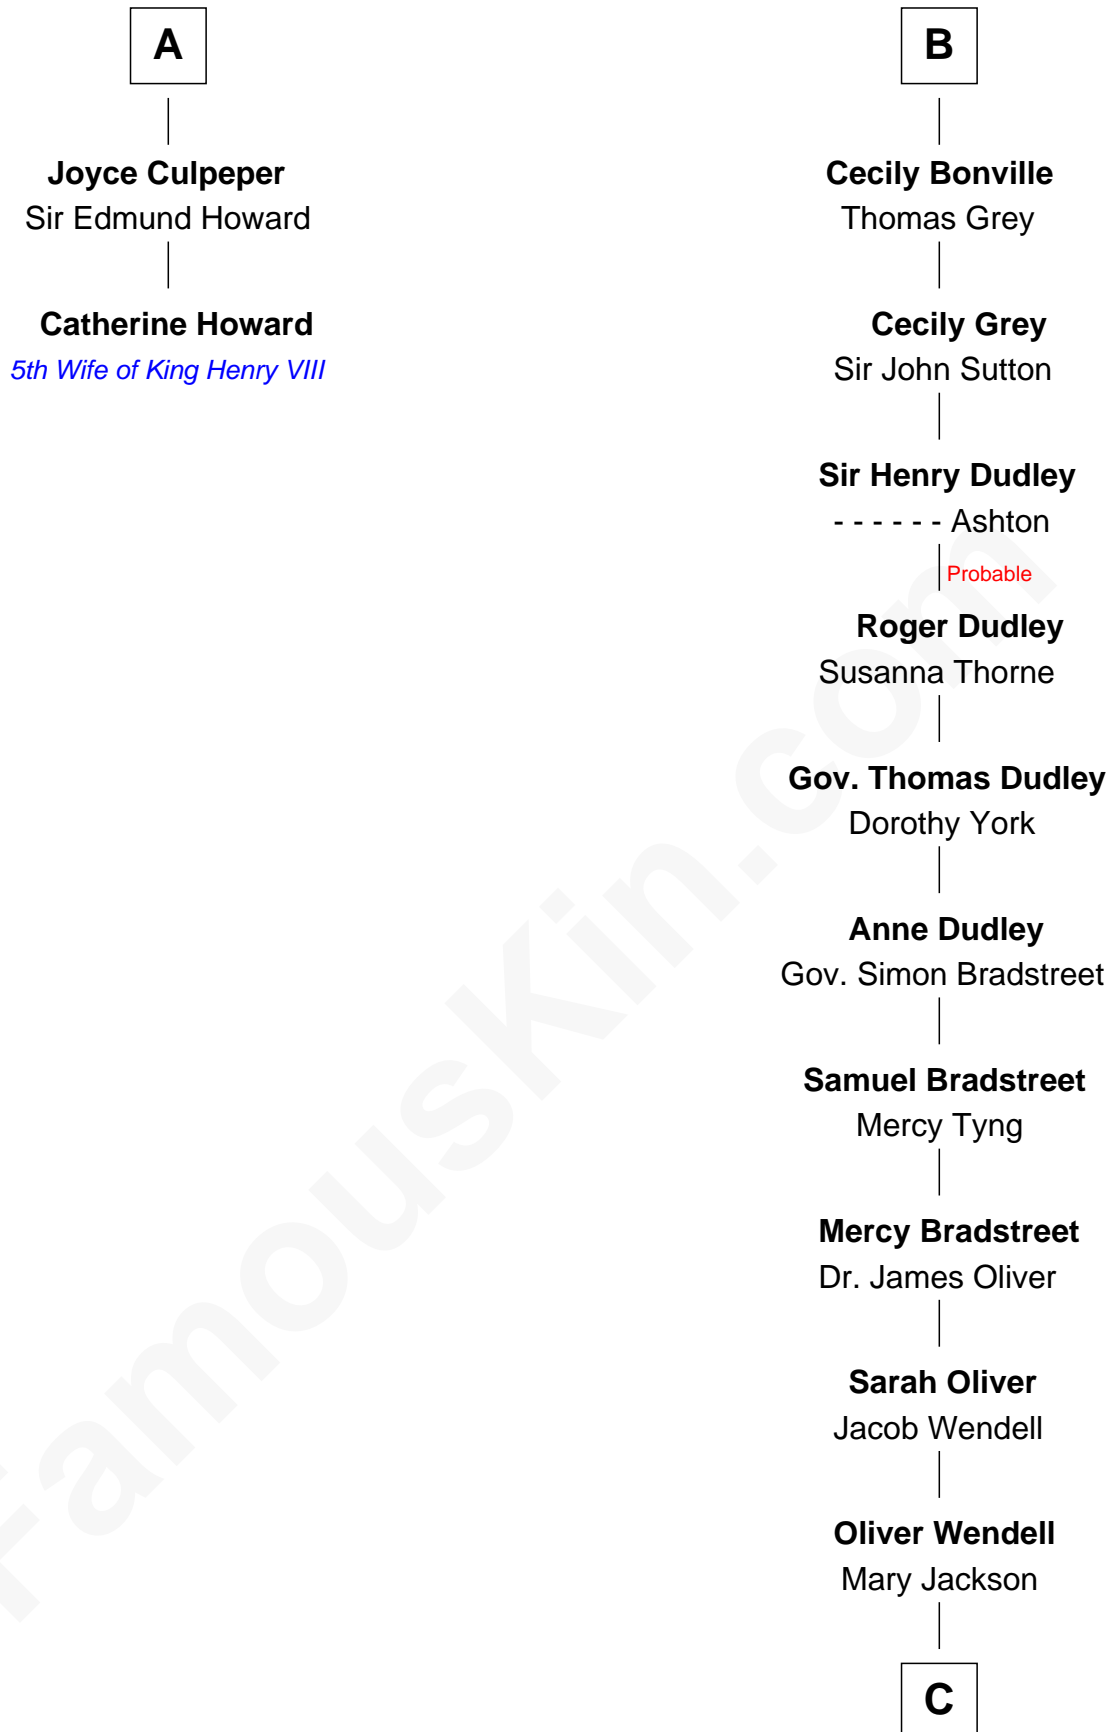 A
Joyce Culpeper
Sir Edmund Howard
Catherine Howard
5th Wife of King Henry VIII
B
Cecily Bonville
Thomas Grey
Cecily Grey
Sir John Sutton
Sir Henry Dudley
- - - - - - Ashton
Probable
Roger Dudley
Susanna Thorne
Gov. Thomas Dudley
Dorothy York
Anne Dudley
Gov. Simon Bradstreet
Samuel Bradstreet
Mercy Tyng
Mercy Bradstreet
Dr. James Oliver
Sarah Oliver
Jacob Wendell
Oliver Wendell
Mary Jackson
C
FamousKin.com